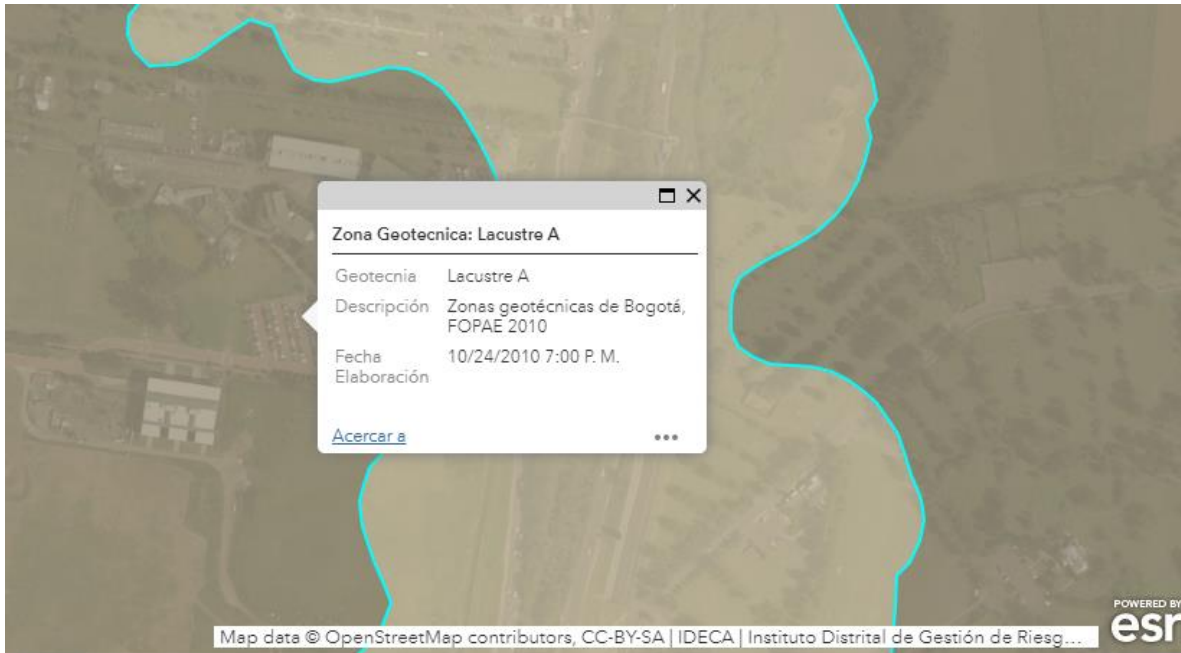 Zona Geotecnica: Lacustre A
Geotecnia Lacustre A
Descripción Zonas geotécnicas de Bogotá,
FOPAE 2010
Fecha 10/24/2010 7:00 P. M.
Elaboración
Acercar a
POWERED BY
esri
Map data © OpenStreetMap contributors, CC-BY-SA | IDECA | Instituto Distrital de Gestión de Riesg...